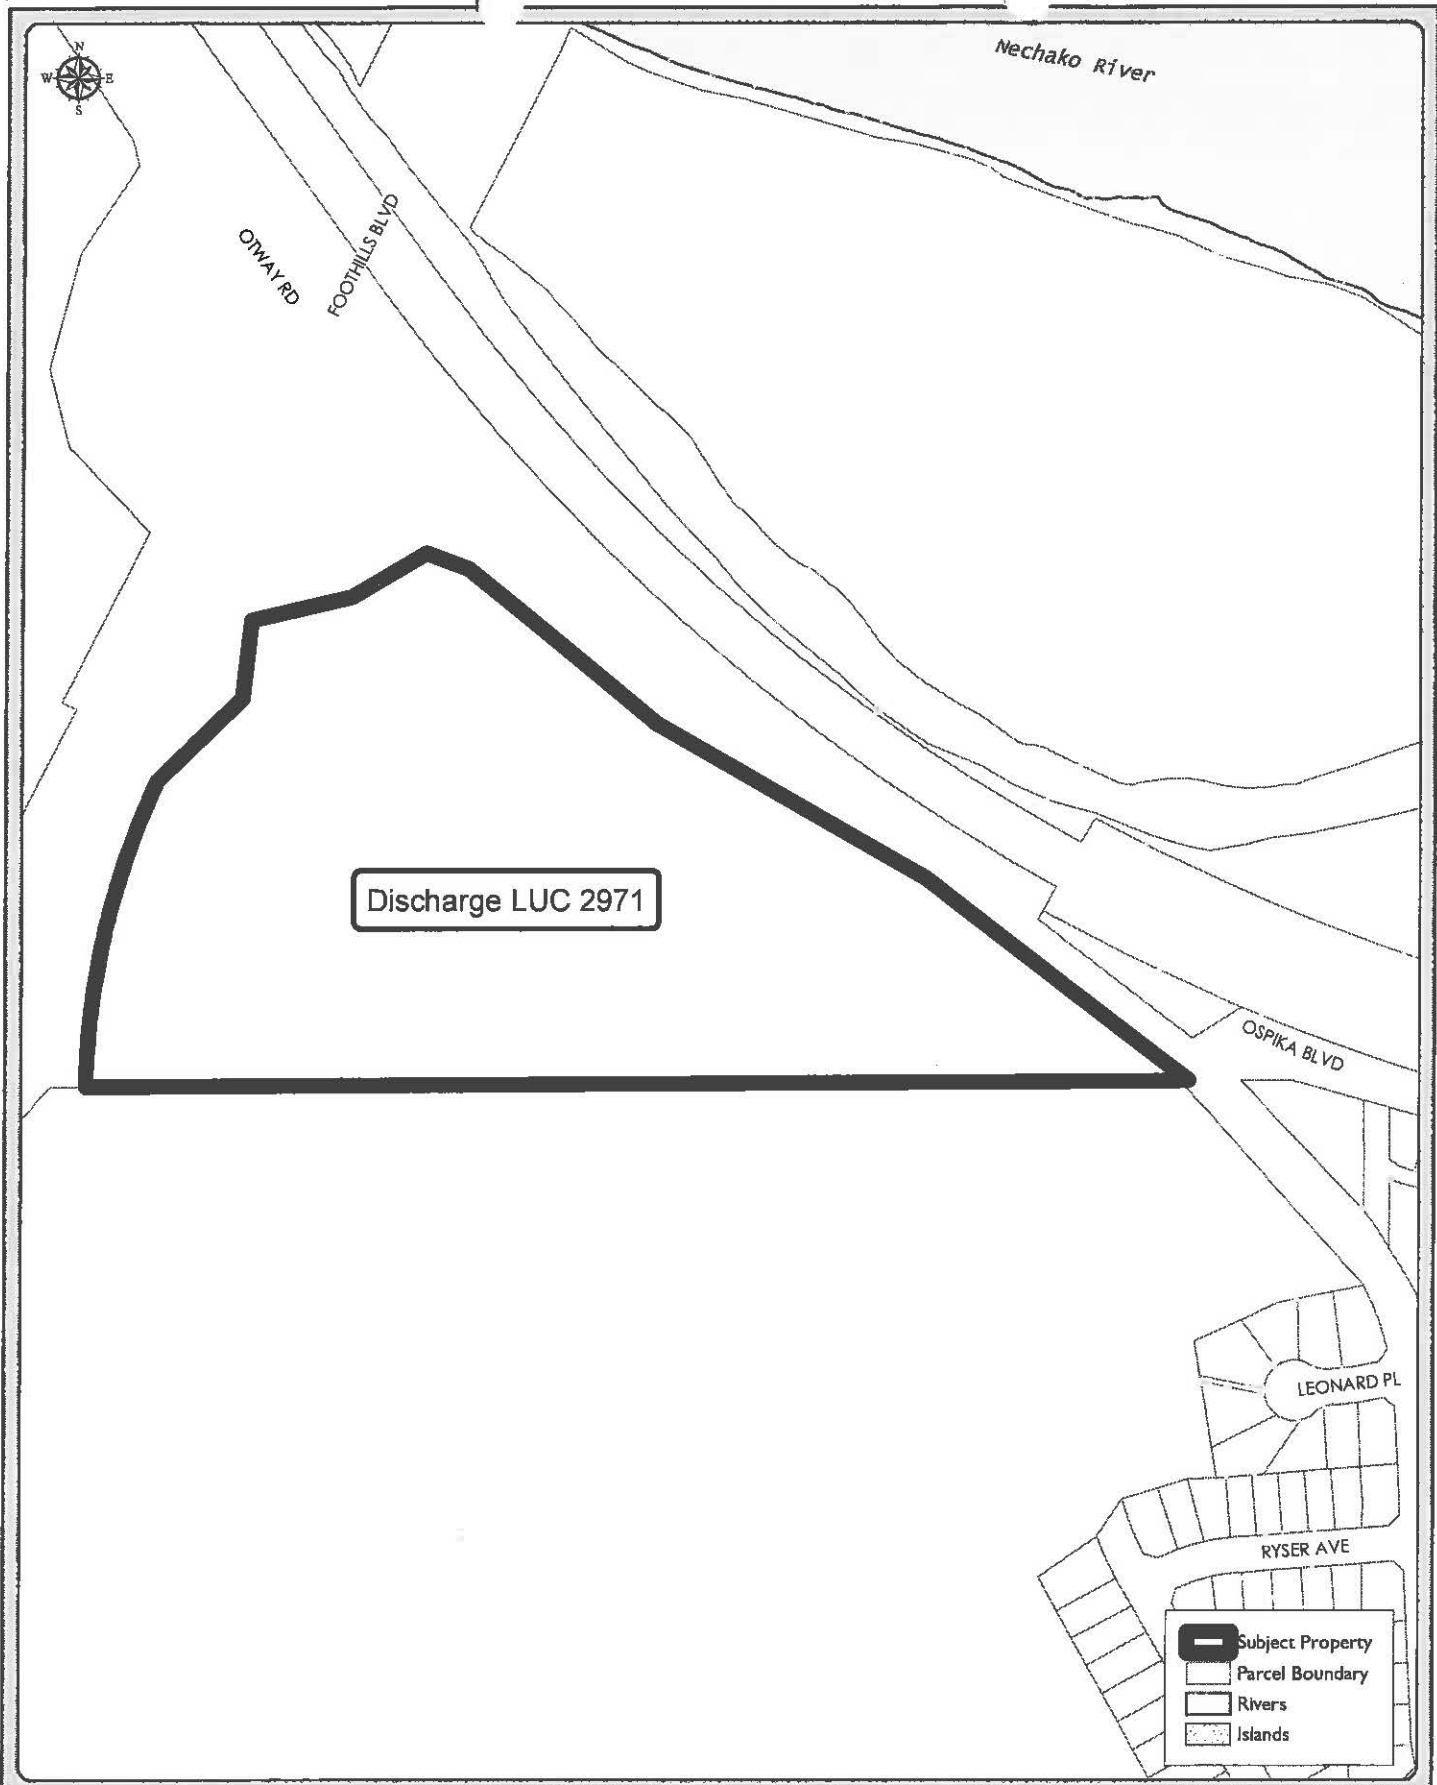 N
W E
S
Nechako River
OTWAY RD
FOOTHILLS BLVD
Discharge LUC 2971
OSPIKA BLVD
LEONARD PL
RYSER AVE
Subject Property
Parcel Boundary
Rivers
Islands